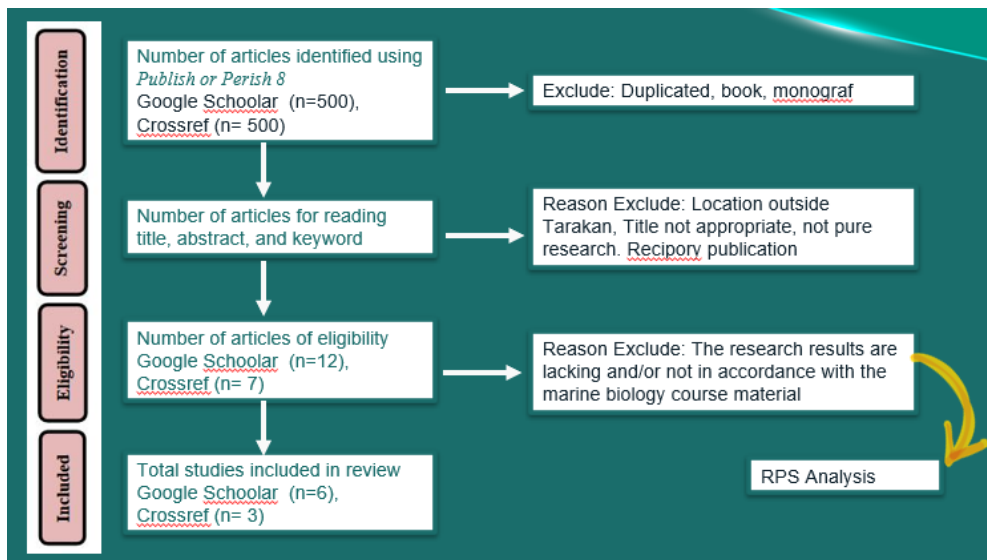 Identification
Number of articles identified using
Publish or Perish 8
Google Schoolar (n=500),
Crossref (n= 500)
Exclude: Duplicated, book, monograf
Screening
Number of articles for reading
title, abstract, and keyword
Reason Exclude: Location outside
Tarakan, Title not appropriate, not pure
research. Recipory publication
Eligibility
Number of articles of eligibility
Google Schoolar (n=12),
Crossref (n= 7)
Reason Exclude: The research results are
lacking and/or not in accordance with the
marine biology course material
Included
Total studies included in review
Google Schoolar (n=6),
Crossref (n= 3)
RPS Analysis